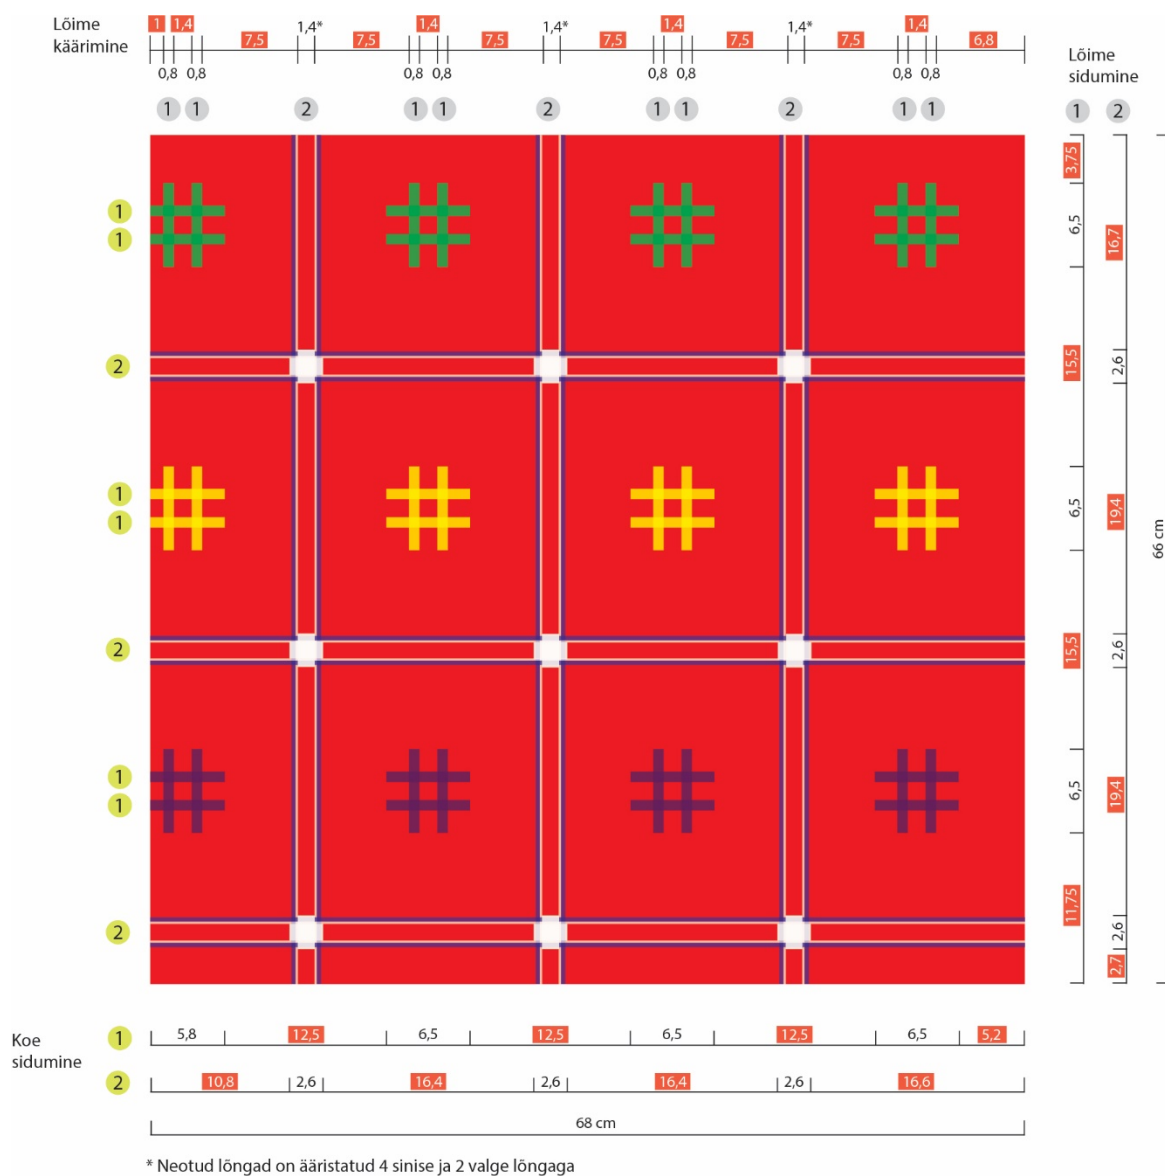 Lõime
käärimine
1 1,4 7,5 1,4* 7,5 1,4 7,5 1,4* 7,5 1,4 7,5 1,4* 7,5 1,4 6,8
0,8 0,8 0,8 0,8 0,8 0,8 0,8 0,8
Lõime
sidumine
1 2
1 1 2 1 1 2 1 1 2 1 1
1
1
2
1
1
2
1
1
2
3,75
6,5
15,5
6,5
15,5
6,5
11,75
16,7
2,6
19,4
2,6
19,4
2,6
2,7
66 cm
Koe
sidumine
1 5,8 12,5 6,5 12,5 6,5 12,5 6,5 5,2
2 10,8 2,6 16,4 2,6 16,4 2,6 16,6
68 cm
* Neotud lõngad on ääristatud 4 sinise ja 2 valge lõngaga